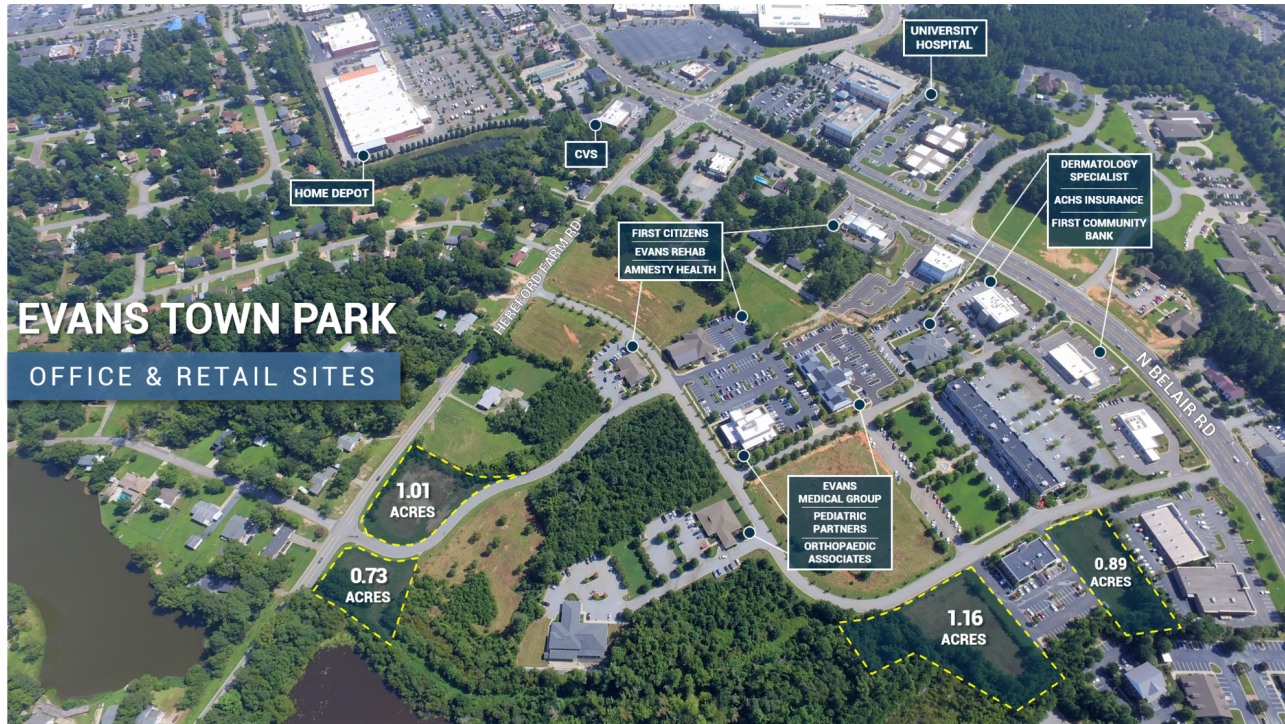 UNIVERSITY
HOSPITAL
CVS
HOME DEPOT
DERMATOLOGY
SPECIALIST
ACHS INSURANCE
FIRST COMMUNITY
BANK
FIRST CITIZENS
EVANS REHAB
AMNESTY HEALTH
HEREFORD FARM RD
EVANS TOWN PARK
OFFICE & RETAIL SITES
N BELAIR RD
1.01
ACRES
0.73
ACRES
EVANS
MEDICAL GROUP
PEDIATRIC
PARTNERS
ORTHOPAEDIC
ASSOCIATES
0.89
ACRES
1.16
ACRES